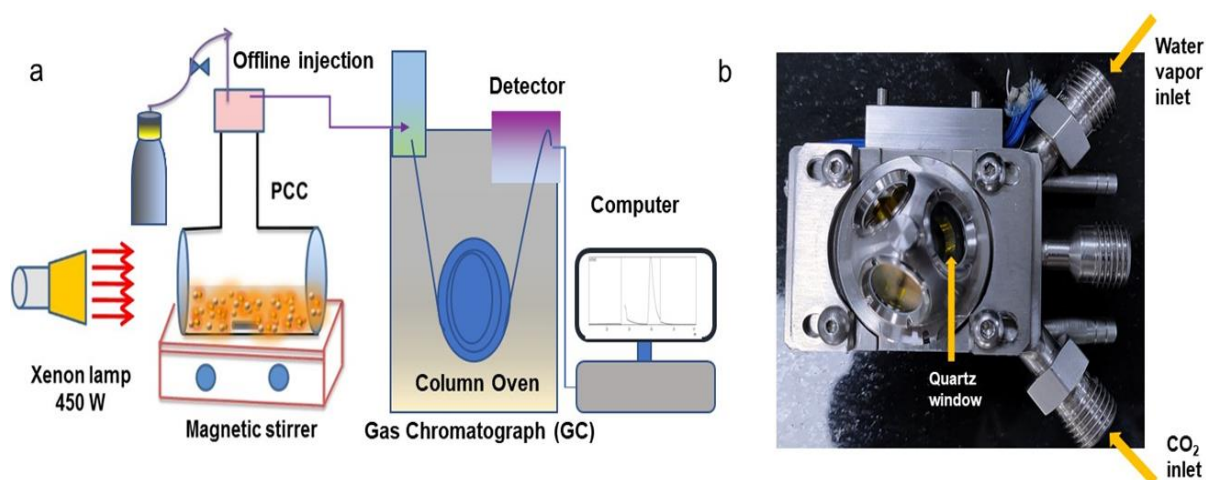 a
Offline injection
Detector
PCC
Computer
Xenon lamp
450 W
Magnetic stirrer
Column Oven
Gas Chromatograph (GC)
b
Water
vapor
inlet
Quartz
window
CO₂
inlet